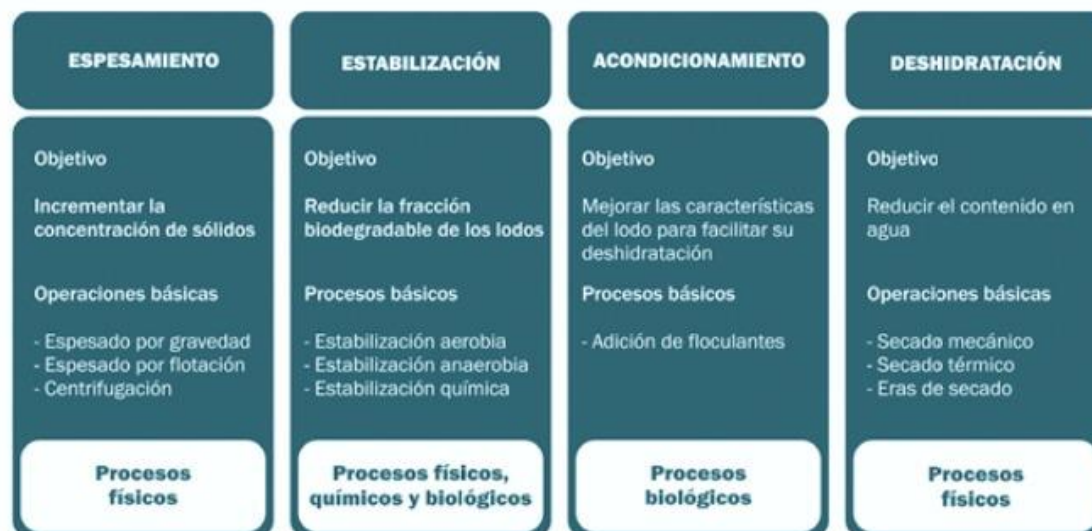 ESPESAMIENTO
Objetivo
Incrementar la
concentración de sólidos
Operaciones básicas
- Espesado por gravedad
- Espesado por flotación
- Centrifugación
Procesos
físicos
ESTABILIZACIÓN
Objetivo
Reducir la fracción
biodegradable de los lodos
Procesos básicos
- Estabilización aerobia
- Estabilización anaerobia
- Estabilización química
Procesos físicos,
químicos y biológicos
ACONDICIONAMIENTO
Objetivo
Mejorar las características
del lodo para facilitar su
deshidratación
Procesos básicos
- Adición de floculantes
Procesos
biológicos
DESHIDRATACIÓN
Objetivo
Reducir el contenido en
agua
Operaciones básicas
- Secado mecánico
- Secado térmico
- Eras de secado
Procesos
físicos